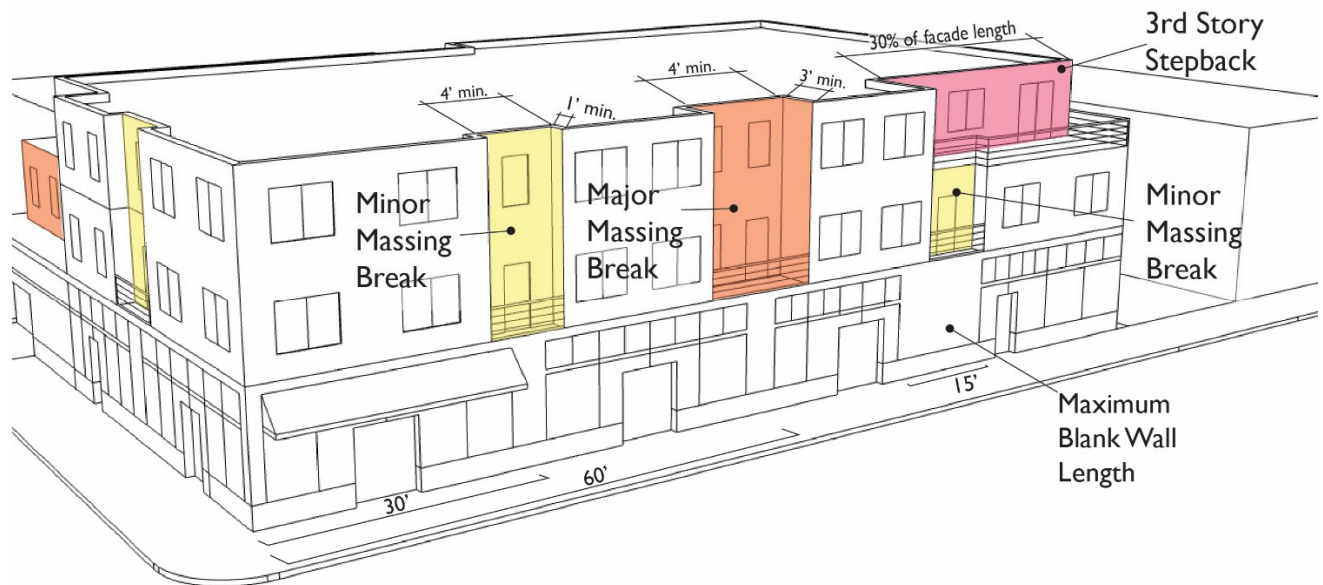 30% of facade length
3rd Story
Stepback
4' min.
4' min.
3' min.
1' min.
Minor
Massing
Break
Major
Massing
Break
Minor
Massing
Break
15'
Maximum
Blank Wall
Length
60'
30'